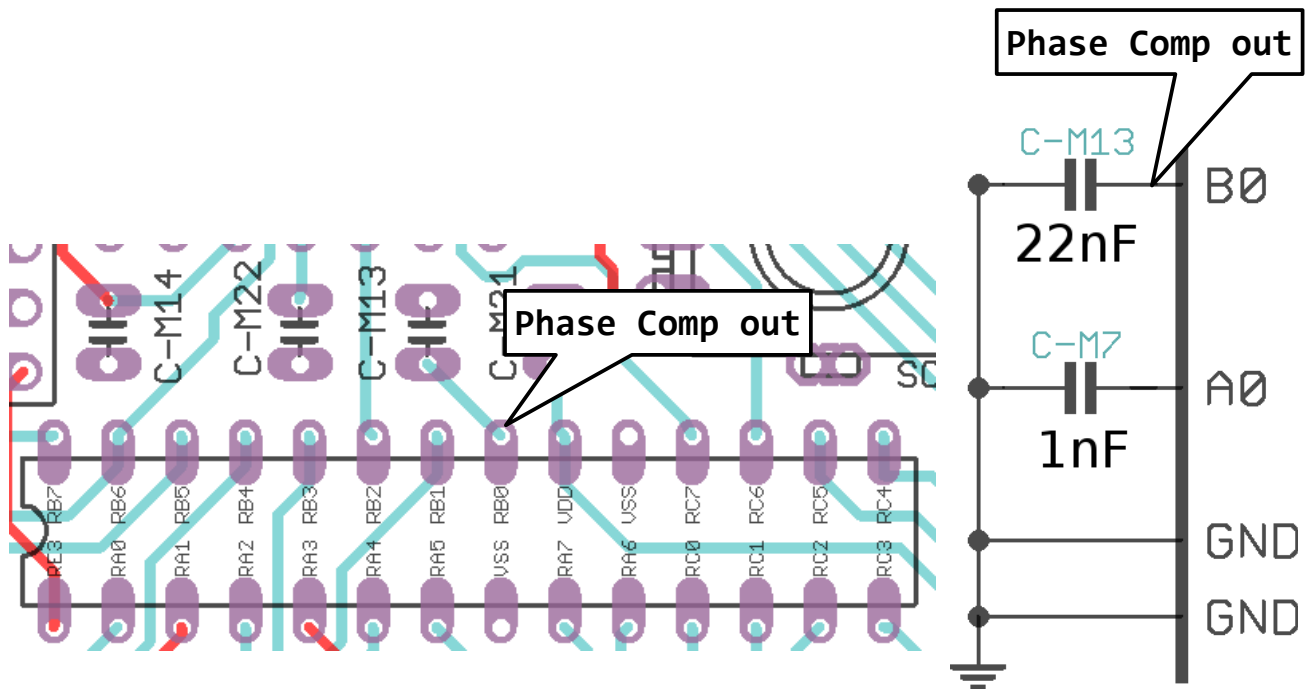 Phase Comp out
C-M14
C-M22
C-M13
C-M21
Phase Comp out
SC
RB7
RB6
RB5
RB4
RB3
RB2
RB1
RB0
VDD
VSS
RC7
RC6
RC5
RC4
RE3
RA0
RA1
RA2
RA3
RA4
RA5
VSS
RA7
RA6
RC0
RC1
RC2
RC3
C-M13
B0
22nF
C-M7
A0
1nF
GND
GND